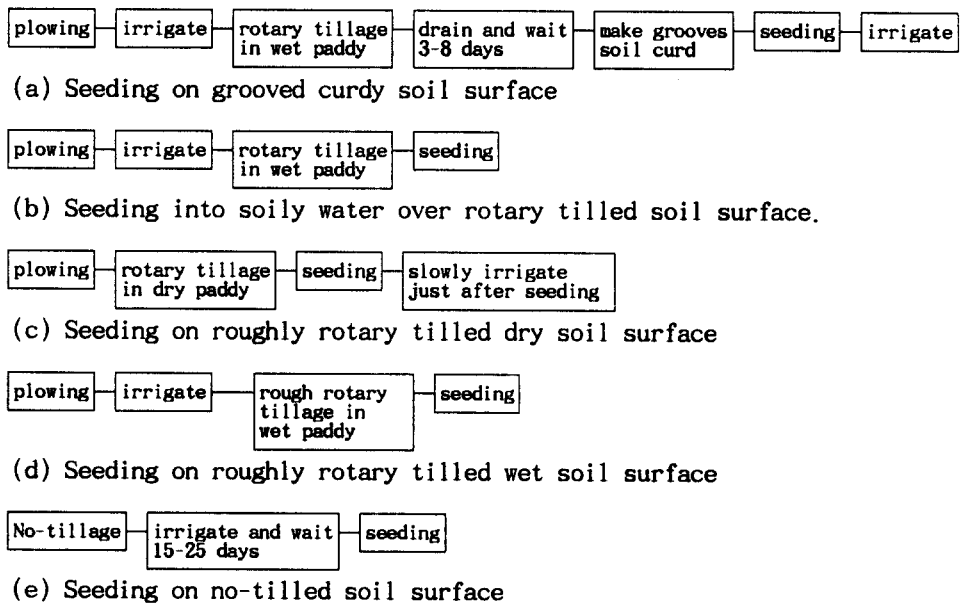 plowing irrigate rotary tillage in wet paddy drain and wait 3-8 days make grooves soil curd seeding irrigate
(a) Seeding on grooved curdy soil surface
plowing irrigate rotary tillage in wet paddy seeding
(b) Seeding into soily water over rotary tilled soil surface.
plowing rotary tillage in dry paddy seeding slowly irrigate just after seeding
(c) Seeding on roughly rotary tilled dry soil surface
plowing irrigate rough rotary tillage in wet paddy seeding
(d) Seeding on roughly rotary tilled wet soil surface
No-tillage irrigate and wait 15-25 days seeding
(e) Seeding on no-tilled soil surface